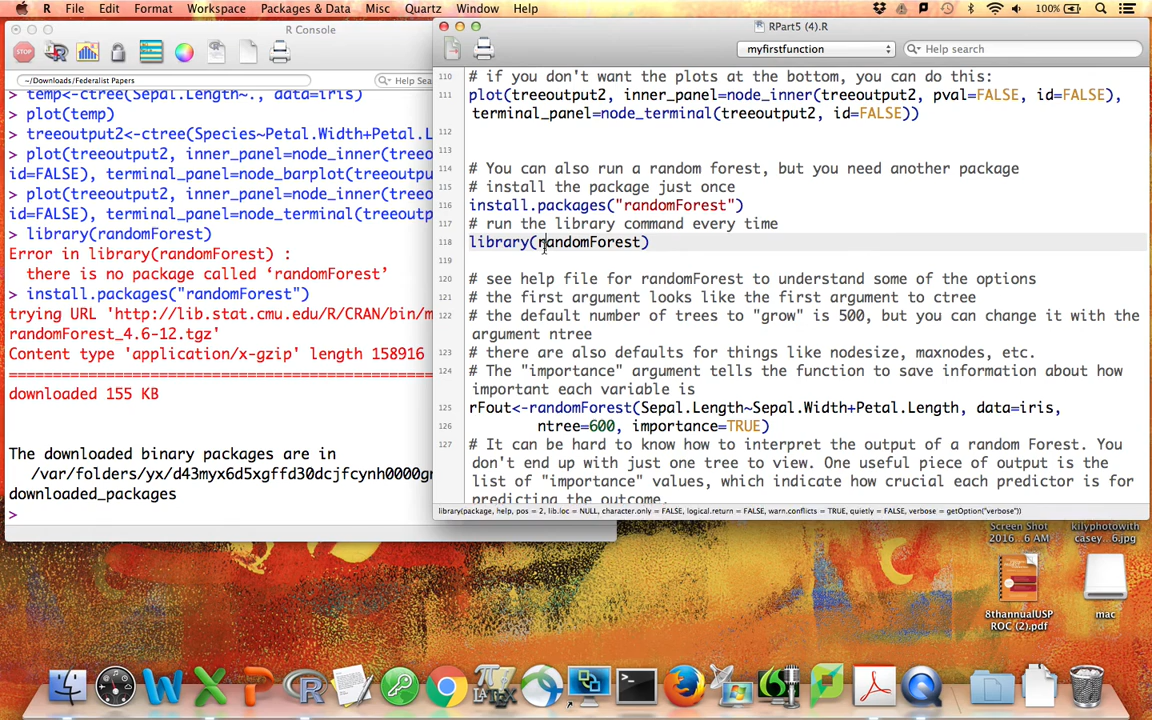 R File Edit Format Workspace Packages & Data Misc Quartz Window Help 100%
R Console
~/Downloads/Federalist Papers
Help Sea
> temp<-ctree(Sepal.Length~., data=iris)
> plot(temp)
> treeoutput2<-ctree(Species~Petal.Width+Petal.L
> plot(treeoutput2, inner_panel=node_inner(treeo
id=FALSE), terminal_panel=node_barplot(treeoutpu
> plot(treeoutput2, inner_panel=node_inner(treeo
id=FALSE), terminal_panel=node_terminal(treeoutp
> library(randomForest)
Error in library(randomForest) :
there is no package called ‘randomForest’
> install.packages("randomForest")
trying URL 'http://lib.stat.cmu.edu/R/CRAN/bin/m
randomForest_4.6-12.tgz'
Content type 'application/x-gzip' length 158916
downloaded 155 KB
The downloaded binary packages are in
/var/folders/yx/d43myx6d5xgffd30dcjfcynh0000gr
downloaded_packages
>
RPart5 (4).R
myfirstfunction
Help search
110 # if you don't want the plots at the bottom, you can do this:
111 plot(treeoutput2, inner_panel=node_inner(treeoutput2, pval=FALSE, id=FALSE),
terminal_panel=node_terminal(treeoutput2, id=FALSE))
112
113
114 # You can also run a random forest, but you need another package
115 # install the package just once
116 install.packages("randomForest")
117 # run the library command every time
118 library(randomForest)
119
120 # see help file for randomForest to understand some of the options
121 # the first argument looks like the first argument to ctree
122 # the default number of trees to "grow" is 500, but you can change it with the
argument ntree
123 # there are also defaults for things like nodesize, maxnodes, etc.
124 # The "importance" argument tells the function to save information about how
important each variable is
125 rFout<-randomForest(Sepal.Length~Sepal.Width+Petal.Length, data=iris,
126 ntree=600, importance=TRUE)
127 # It can be hard to know how to interpret the output of a random Forest. You
don't end up with just one tree to view. One useful piece of output is the
list of "importance" values, which indicate how crucial each predictor is for
predicting the outcome.
library(package, help, pos = 2, lib.loc = NULL, character.only = FALSE, logical.return = FALSE, warn.conflicts = TRUE, quietly = FALSE, verbose = getOption("verbose"))
Screen Shot
2016...6 AM
kilyphotowith
casey...6.jpg
8thannualUSP
ROC (2).pdf
mac